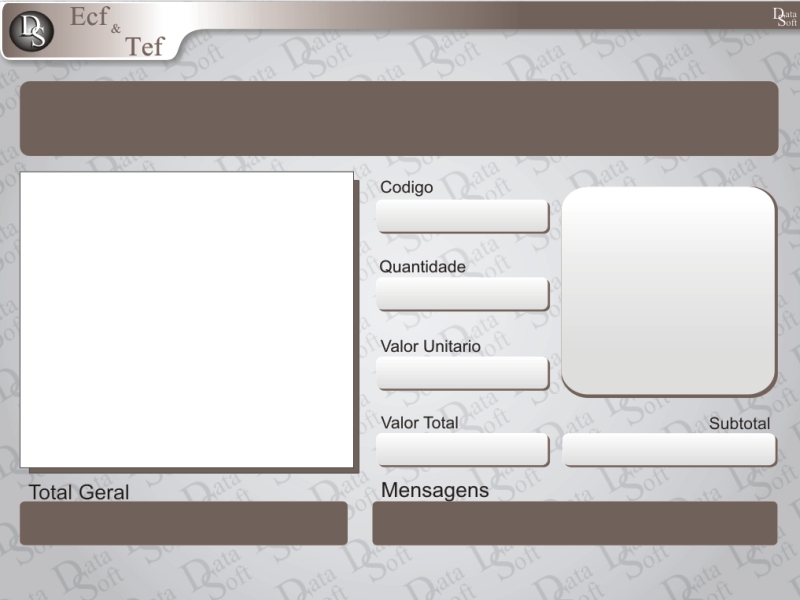 DS
Ecf
&
Tef
Data
Soft
Codigo
Quantidade
Valor Unitario
Valor Total
Subtotal
Total Geral
Mensagens